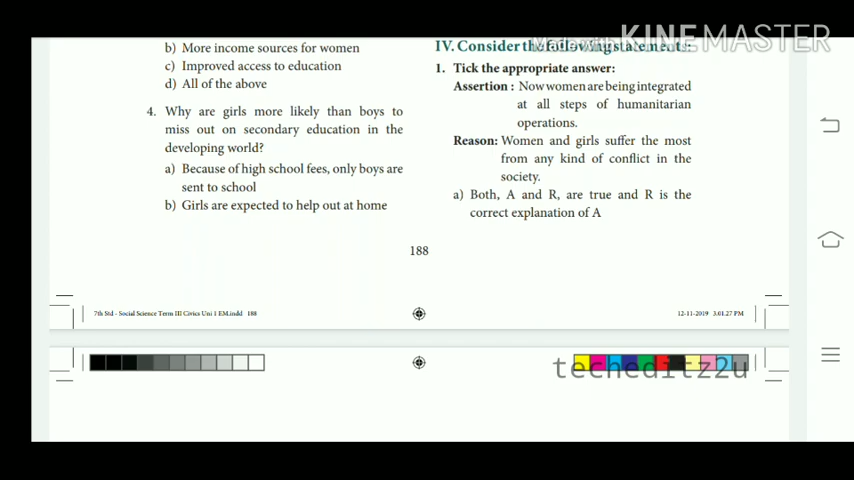 KINEMASTER
b) More income sources for women
c) Improved access to education
d) All of the above
4. Why are girls more likely than boys to
miss out on secondary education in the
developing world?
a) Because of high school fees, only boys are
sent to school
b) Girls are expected to help out at home
IV. Consider the following statements:
1. Tick the appropriate answer:
Assertion : Now women are being integrated
at all steps of humanitarian
operations.
Reason: Women and girls suffer the most
from any kind of conflict in the
society.
a) Both, A and R, are true and R is the
correct explanation of A
188
7th Std - Social Science Term III Civics Uni 1 EM.indd 188
12-11-2019 3.01.27 PM
techeditz2u